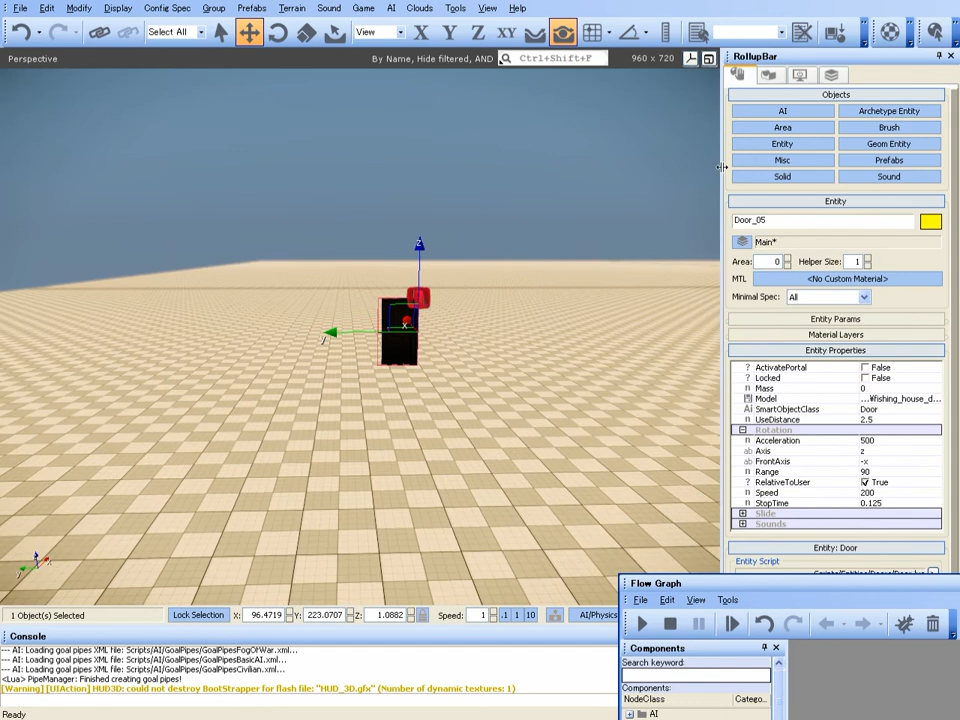 File Edit Modify Display Config Spec Group Prefabs Terrain Sound Game AI Clouds Tools View Help
Select All View X Y Z XY
Perspective By Name, Hide filtered, AND Ctrl+Shift+F 960 x 720
RollupBar
Objects
AI Archetype Entity
Area Brush
Entity Geom Entity
Misc Prefabs
Solid Sound
Entity
Door_05
Main*
Area: 0 Helper Size: 1
MTL <No Custom Material>
Minimal Spec: All
Entity Params
Material Layers
Entity Properties
? ActivatePortal False
? Locked False
n Mass 0
Model ...¥fishing_house_d...
Ai SmartObjectClass Door
n UseDistance 2.5
Rotation
n Acceleration 500
ab Axis z
ab FrontAxis -x
n Range 90
? RelativeToUser True
n Speed 200
n StopTime 0.125
Slide
Sounds
Entity: Door
Entity Script
z
y
x
1 Object(s) Selected Lock Selection X: 96.4719 Y: 223.0707 Z: 1.0882 Speed: 1 .1 1 10 AI/Physics
Console
--- AI: Loading goal pipes XML file: Scripts/AI/GoalPipes/GoalPipesFogOfWar.xml...
--- AI: Loading goal pipes XML file: Scripts/AI/GoalPipes/GoalPipesBasicAI.xml...
--- AI: Loading goal pipes XML file: Scripts/AI/GoalPipes/GoalPipesCivilian.xml...
<Lua> PipeManager: Finished creating goal pipes!
[Warning] [UIAction] HUD3D: could not destroy BootStrapper for flash file: "HUD_3D.gfx" (Number of dynamic textures: 1)
Ready
Flow Graph
File Edit View Tools
Components
Search keyword:
Components:
NodeClass Catego...
AI